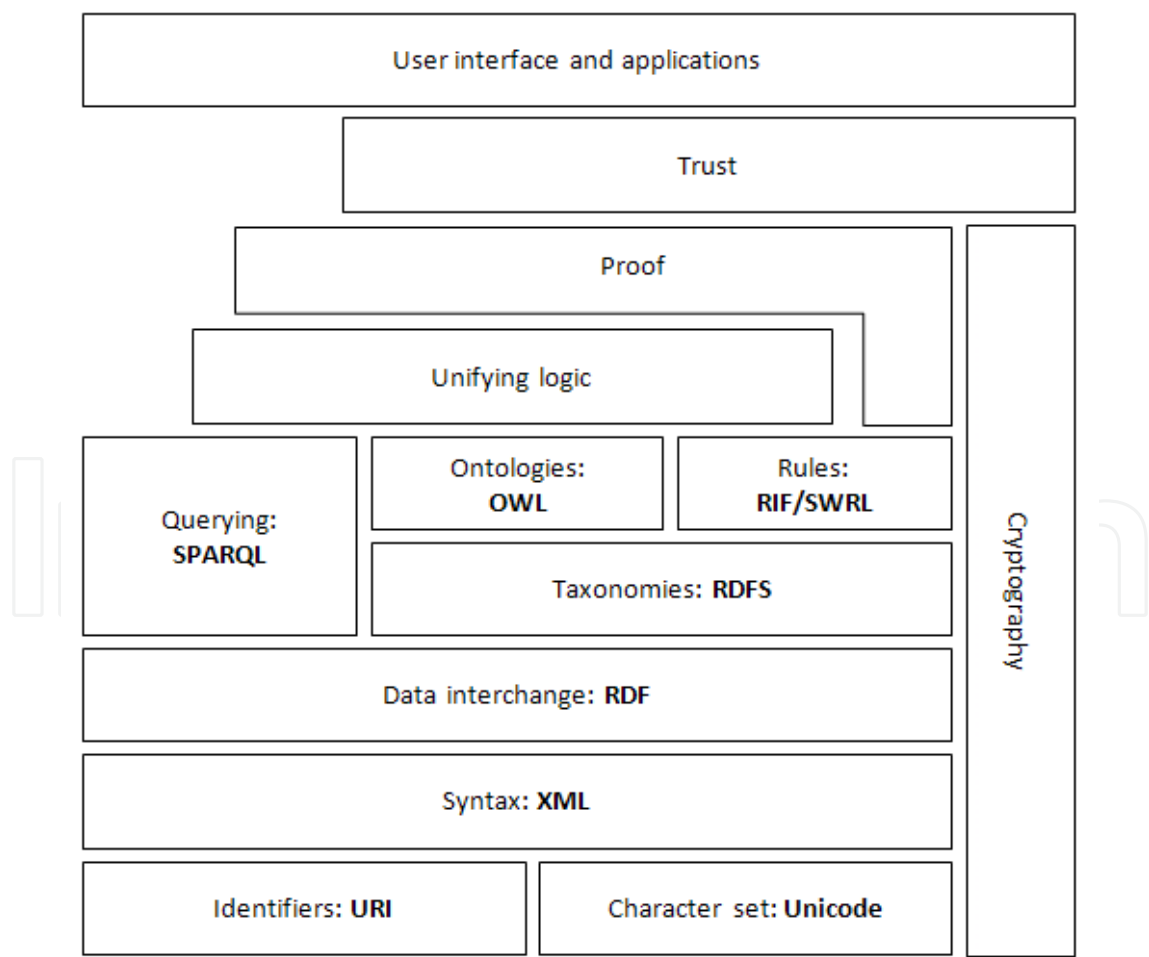 User interface and applications
Trust
Proof
Unifying logic
Querying:
SPARQL
Ontologies:
OWL
Rules:
RIF/SWRL
Taxonomies: RDFS
Cryptography
Data interchange: RDF
Syntax: XML
Identifiers: URI
Character set: Unicode